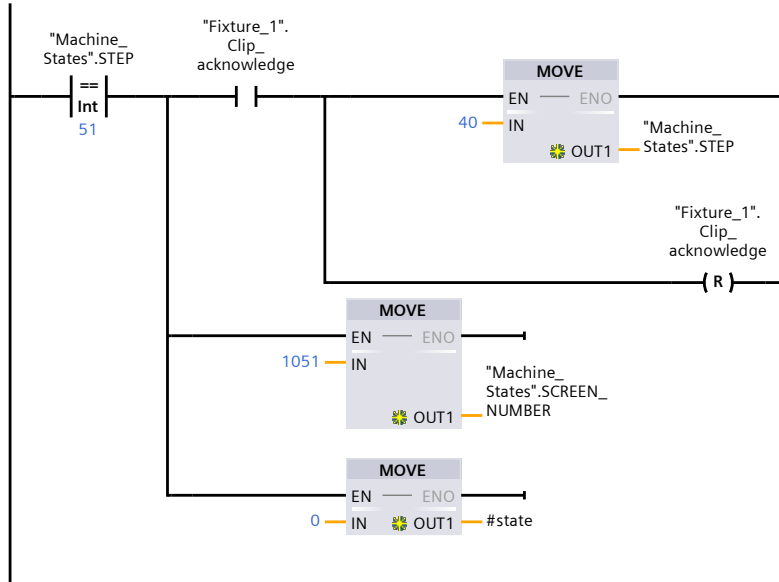 "Machine_
States".STEP
==
Int
51
"Fixture_1".
Clip_
acknowledge
MOVE
EN
ENO
40
IN
OUT1
"Machine_
States".STEP
"Fixture_1".
Clip_
acknowledge
R
MOVE
EN
ENO
1051
IN
OUT1
"Machine_
States".SCREEN_
NUMBER
MOVE
EN
ENO
0
IN
OUT1
#state